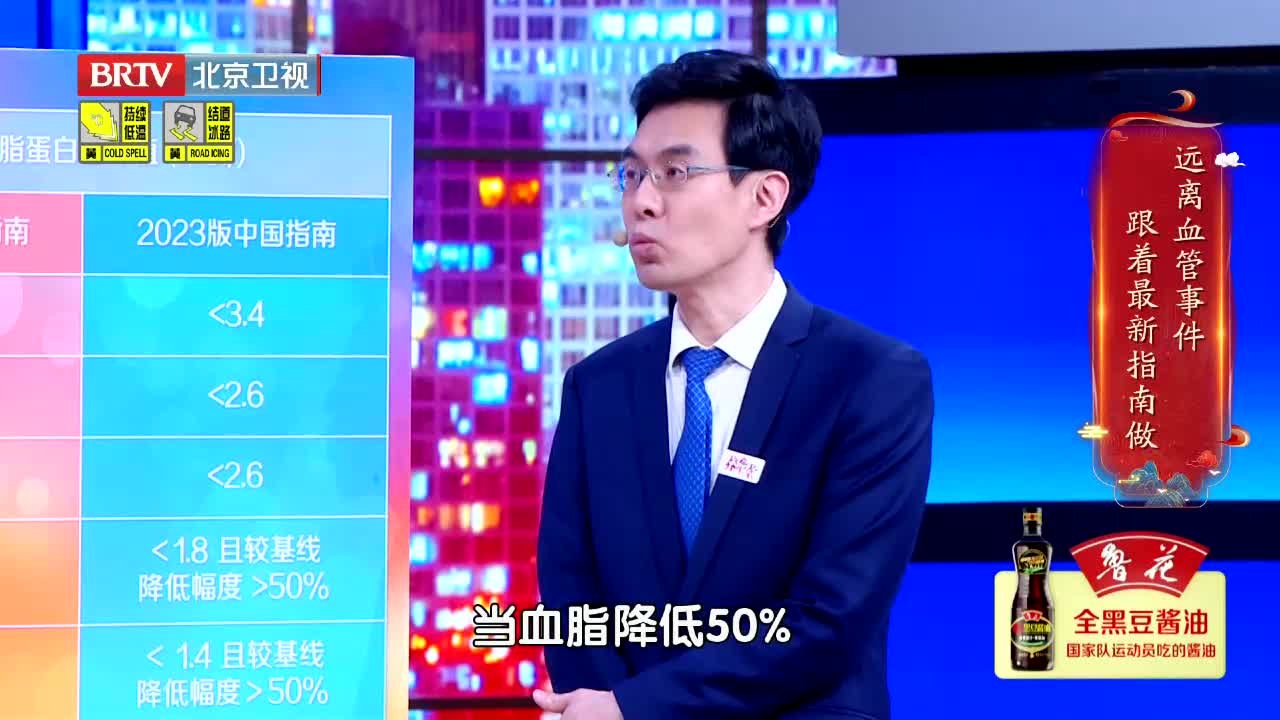 BRTV 北京卫视
持续低温
COLD SPELL
道路结冰
ROAD ICING
脂蛋白
指南
2023版中国指南
<3.4
<2.6
<2.6
<1.8 且较基线
降低幅度 >50%
< 1.4 且较基线
降低幅度 >50%
远离血管事件
跟着最新指南做
鲁花
全黑豆酱油
国家队运动员吃的酱油
当血脂降低50%